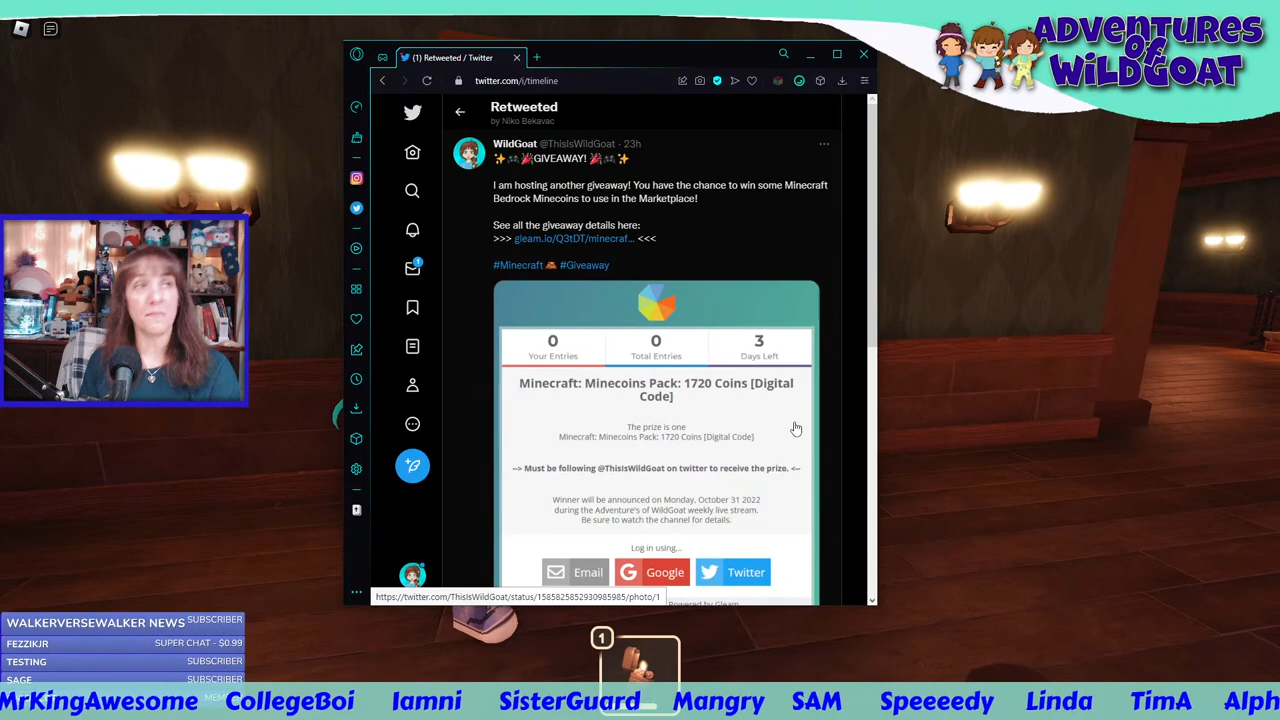 ADVENTURES
OF
WILDGOAT
(1) Retweeted / Twitter
twitter.com/i/timeline
Retweeted
by Niko Bekavac
WildGoat @ThisIsWildGoat · 23h
✨🎮🎉GIVEAWAY! 🎉🎮✨
I am hosting another giveaway! You have the chance to win some Minecraft
Bedrock Minecoins to use in the Marketplace!
See all the giveaway details here:
>>> gleam.io/Q3tDT/minecraf... <<<
#Minecraft #Giveaway
0
Your Entries
0
Total Entries
3
Days Left
Minecraft: Minecoins Pack: 1720 Coins [Digital
Code]
The prize is one
Minecraft: Minecoins Pack: 1720 Coins [Digital Code]
--> Must be following @ThisIsWildGoat on twitter to receive the prize. <--
Winner will be announced on Monday, October 31 2022
during the Adventure's of WildGoat weekly live stream.
Be sure to watch the channel for details.
Log in using...
Email
Google
Twitter
Powered by Gleam
https://twitter.com/ThisIsWildGoat/status/1585825852930985985/photo/1
1
1
WALKERVERSEWALKER NEWS SUBSCRIBER
FEZZIKJR SUPER CHAT - $0.99
TESTING SUBSCRIBER
SAGE SUBSCRIBER
MrKingAwesome CollegeBoi Iamni SisterGuard Mangry SAM Speeeedy Linda TimA Alph